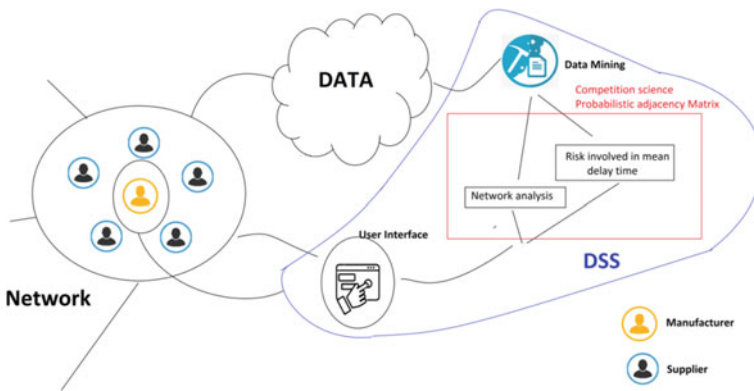 DATA
Data Mining
Competition science
Probabilistic adjacency Matrix
Risk involved in mean
delay time
Network analysis
User Interface
DSS
Network
Manufacturer
Supplier